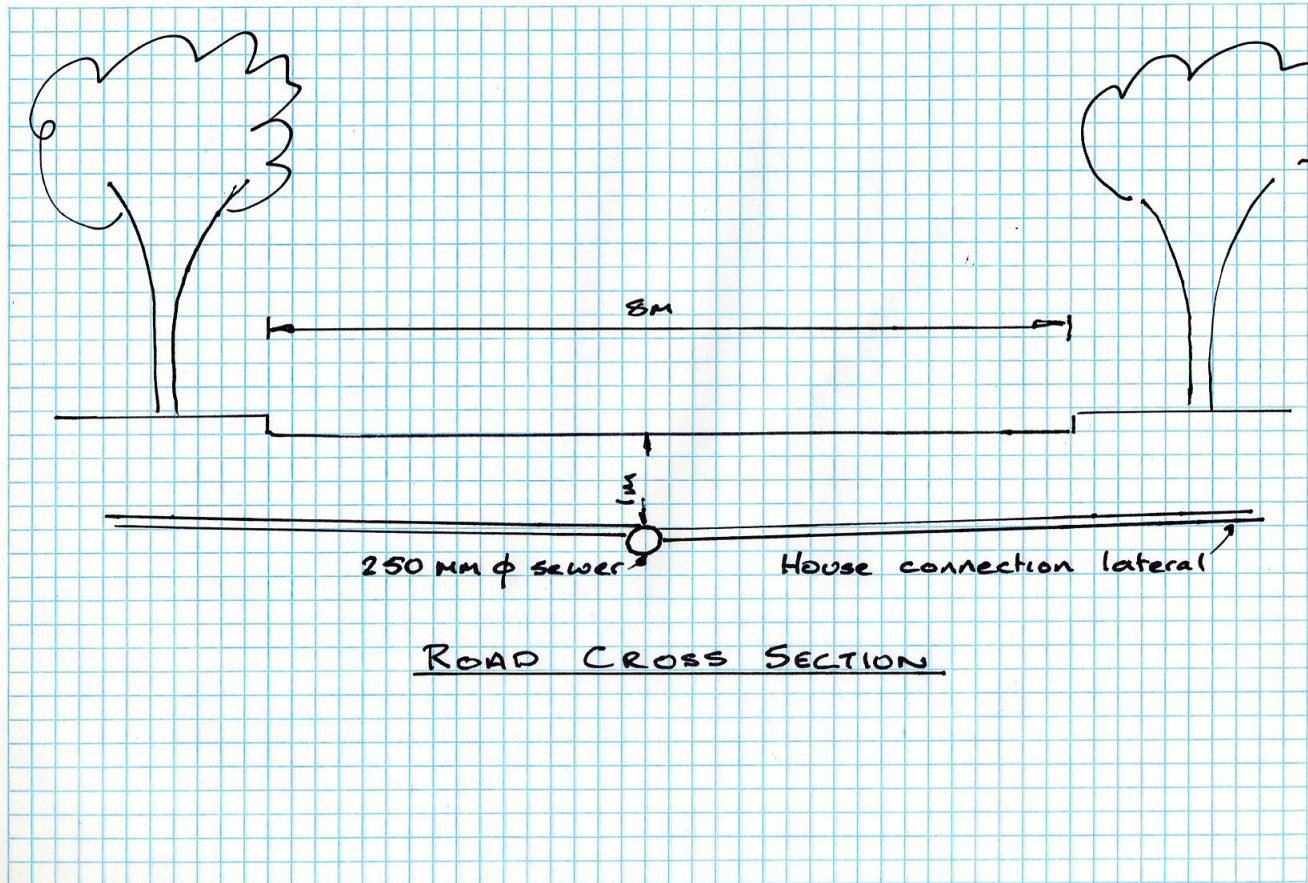 8M
1M
250 MM ϕ sewer
House connection lateral
ROAD CROSS SECTION